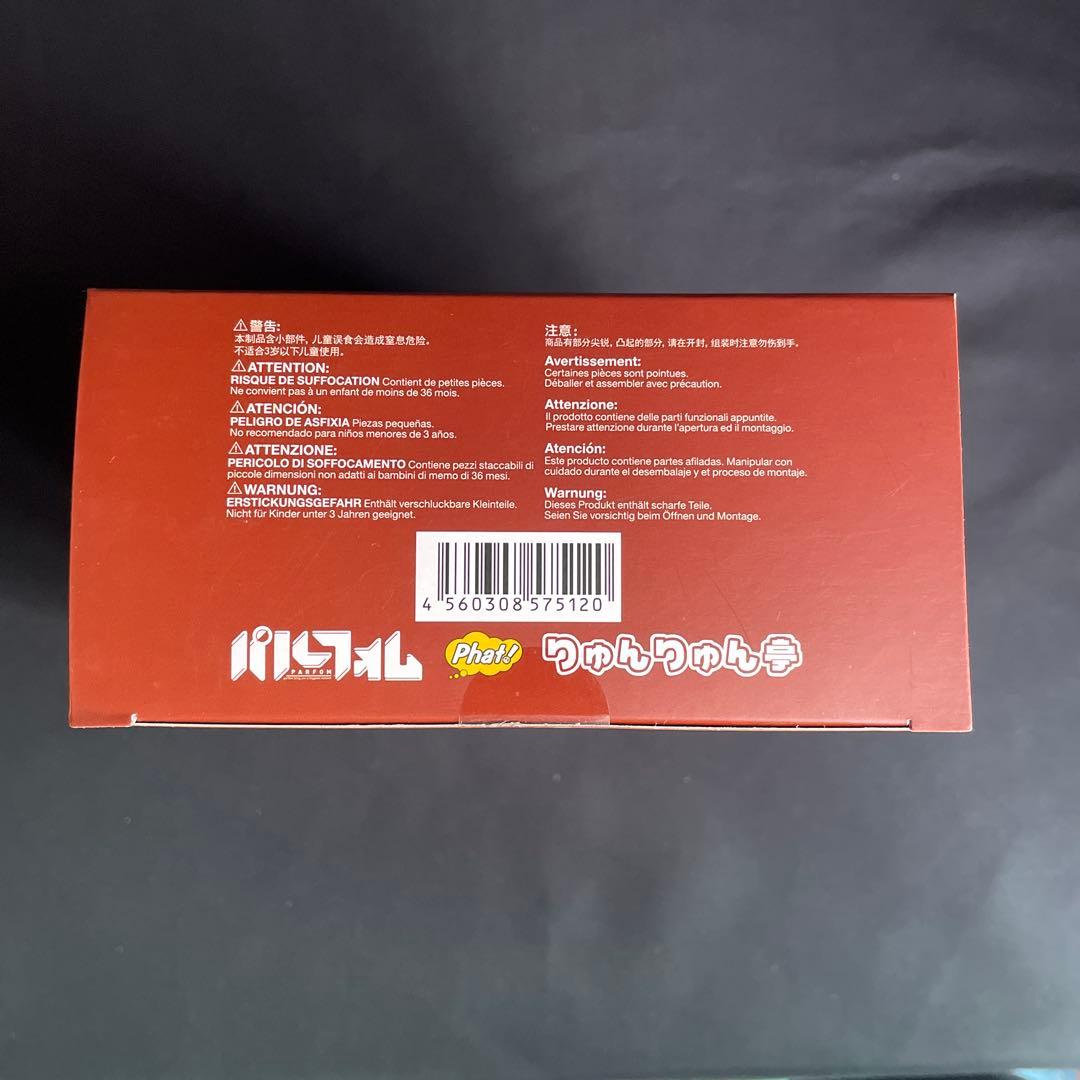 ⚠警告:
本制品含小部件, 儿童误食会造成窒息危险。
不适合3岁以下儿童使用。
⚠ATTENTION:
RISQUE DE SUFFOCATION Contient de petites pièces.
Ne convient pas à un enfant de moins de 36 mois.
⚠ATENCIÓN:
PELIGRO DE ASFIXIA Piezas pequeñas.
No recomendado para niños menores de 3 años.
⚠ATTENZIONE:
PERICOLO DI SOFFOCAMENTO Contiene pezzi staccabili di
piccole dimensioni non adatti ai bambini di memo di 36 mesi.
⚠WARNUNG:
ERSTICKUNGSGEFAHR Enthält verschluckbare Kleinteile.
Nicht für Kinder unter 3 Jahren geeignet.
注意:
商品有部分尖锐, 凸起的部分, 请在开封, 组装时注意勿伤到手。
Avertissement:
Certaines pièces sont pointues.
Déballer et assembler avec précaution.
Attenzione:
Il prodotto contiene delle parti funzionali appuntite.
Prestare attenzione durante l'apertura ed il montaggio.
Atención:
Este producto contiene partes afiladas. Manipular con
cuidado durante el desembalaje y et proceso de montaje.
Warnung:
Dieses Produkt enthält scharfe Teile.
Seien Sie vorsichtig beim Öffnen und Montage.
4 560308 575120
パルフォム
PARFOM
Phat!
りゅんりゅん亭